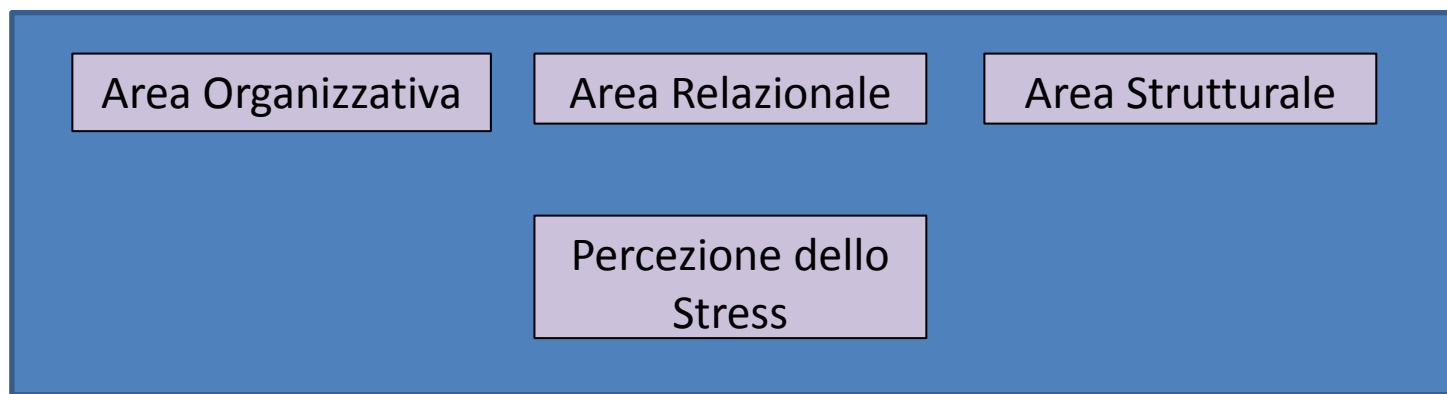 Area Organizzativa
Area Relazionale
Area Strutturale
Percezione dello
Stress